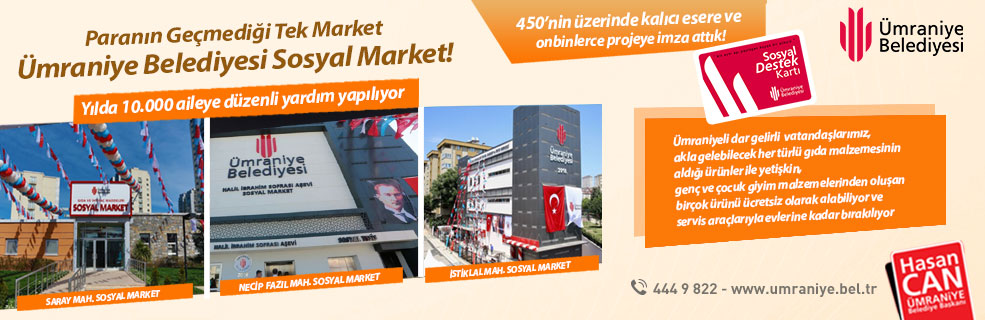 Paranın Geçmediği Tek Market
Ümraniye Belediyesi Sosyal Market!
Yılda 10.000 aileye düzenli yardım yapılıyor
450'nin üzerinde kalıcı esere ve
onbinlerce projeye imza attık!
Sosyal
Destek
Kartı
Ümraniye
Belediyesi
Ümraniye
Belediyesi
SOSYAL MARKET
SARAY MAH. SOSYAL MARKET
Ümraniye
Belediyesi
HALİL İBRAHİM SOFRASI AŞEVİ
SOSYAL MARKET
HALİL İBRAHİM SOFRASI AŞEVİ
NECİP FAZIL MAH. SOSYAL MARKET
Ümraniye
Belediyesi
İSTİKLAL MAH. SOSYAL MARKET
Ümraniyeli dar gelirli vatandaşlarımız,
akla gelebilecek her türlü gıda malzemesinin
aldığı ürünler ile yetişkin,
genç ve çocuk giyim malzemelerinden oluşan
birçok ürünü ücretsiz olarak alabiliyor ve
servis araçlarıyla evlerine kadar bırakılıyor
444 9 822 - www.umraniye.bel.tr
Hasan
CAN
ÜMRANİYE
Belediye Başkanı